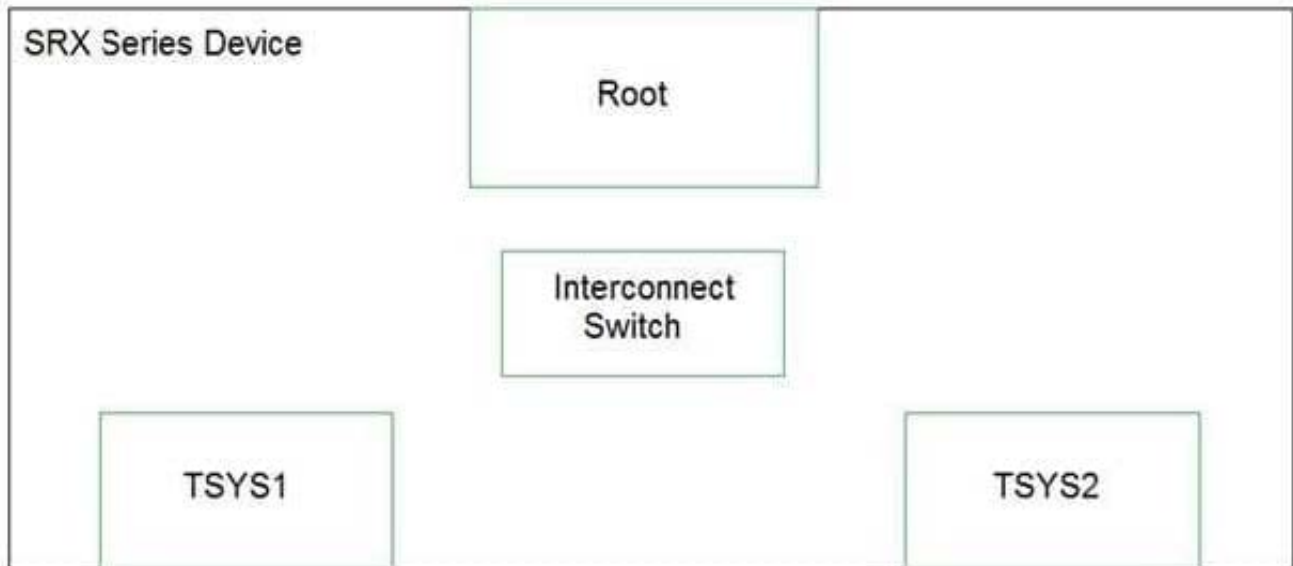 SRX Series Device
Root
Interconnect
Switch
TSYS1
TSYS2